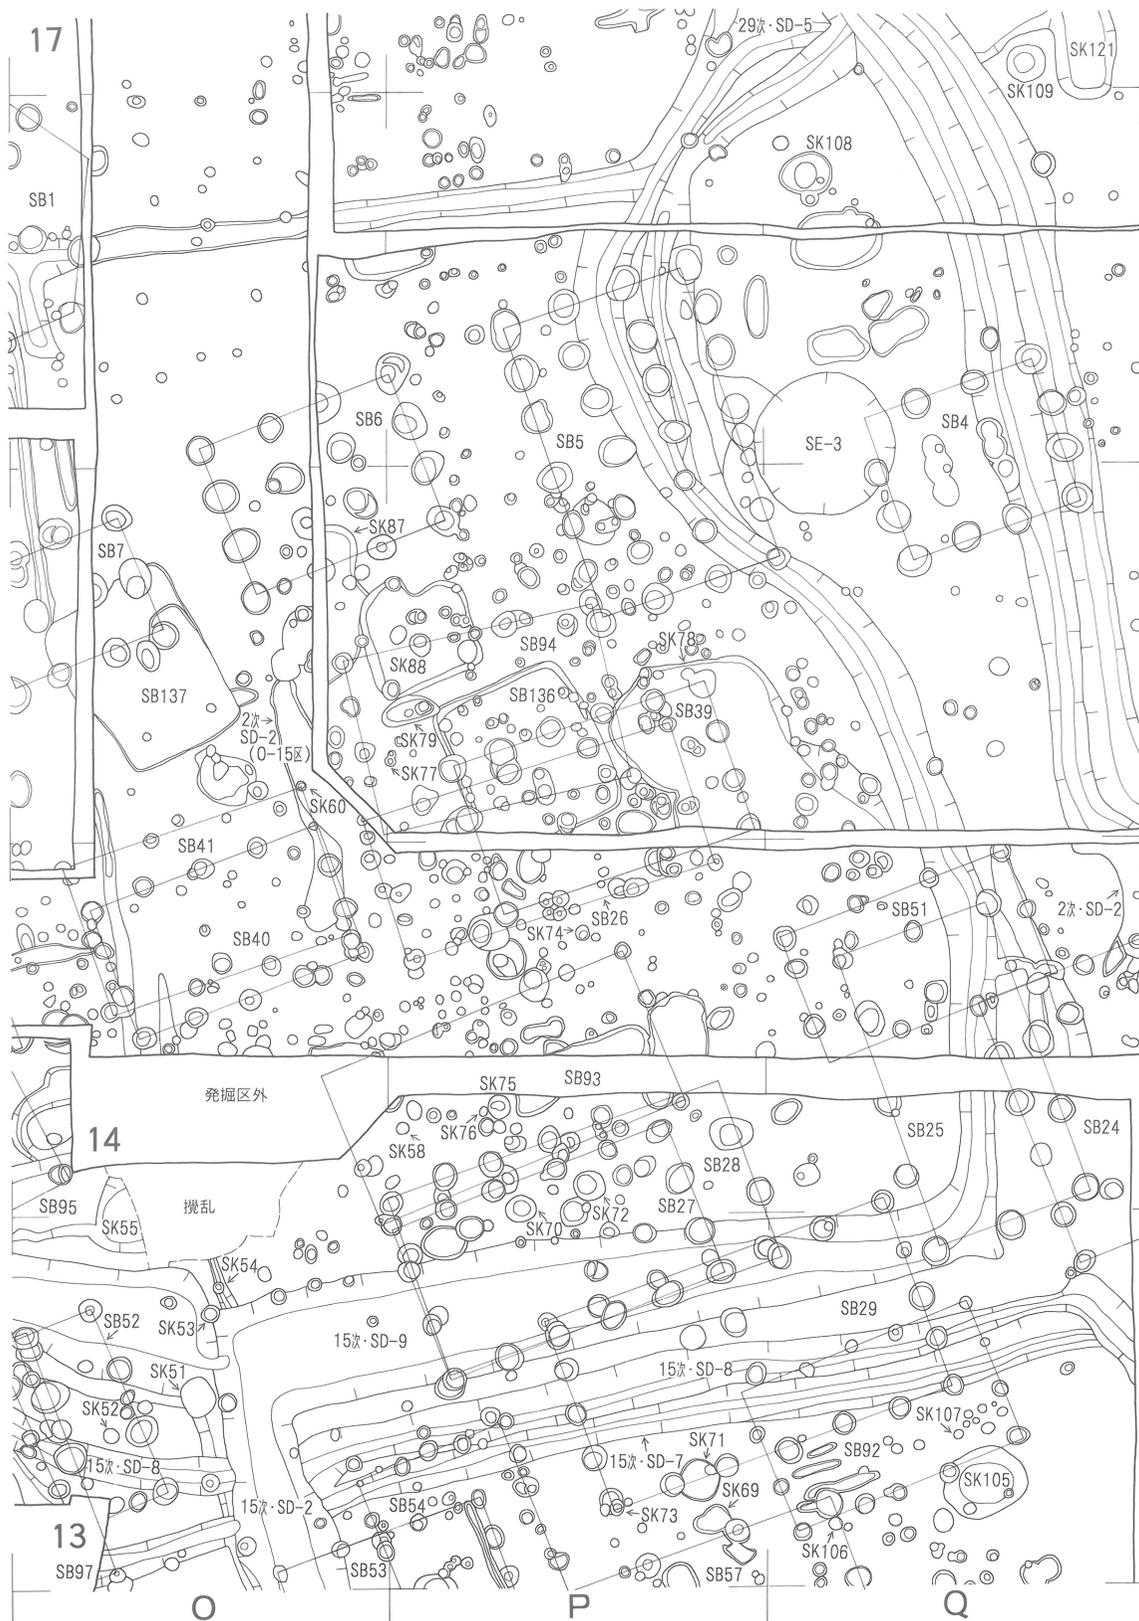 17
29次・SD-5
SK121
SK109
SK108
SB1
SB6
SB5
SE-3
SB4
SK87
SB7
SB94
SK78
SK88
SB136
SB137
SB39
2次
SD-2
(O-15区)
SK79
SK77
SK60
SB41
SB26
SB51
2次・SD-2
SK74
SB40
発掘区外
SK75
SB93
SK76
SK58
14
SB25
SB24
SB28
SB95
SK55
攪乱
SK70
SK72
SB27
SK54
SB52
SK53
15次・SD-9
SB29
SK51
15次・SD-8
SK52
SK107
15次・SD-8
15次・SD-7
SK71
SB92
SK105
15次・SD-2
SB54
SK73
SK69
13
SB97
SB53
SK106
SB57
O
P
Q